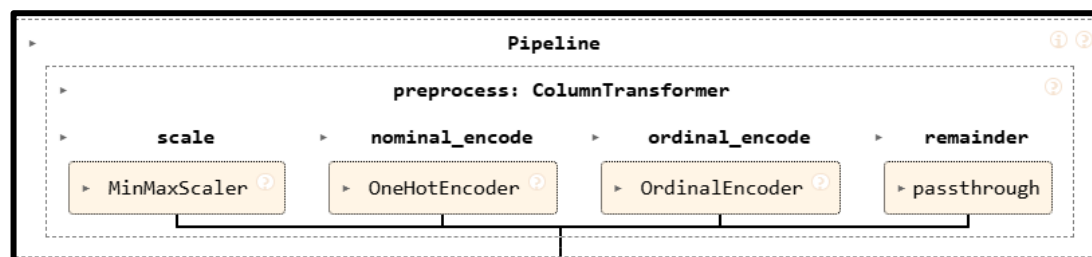 Pipeline
preprocess: ColumnTransformer
scale nominal_encode ordinal_encode remainder
MinMaxScaler ? OneHotEncoder ? OrdinalEncoder ? passthrough